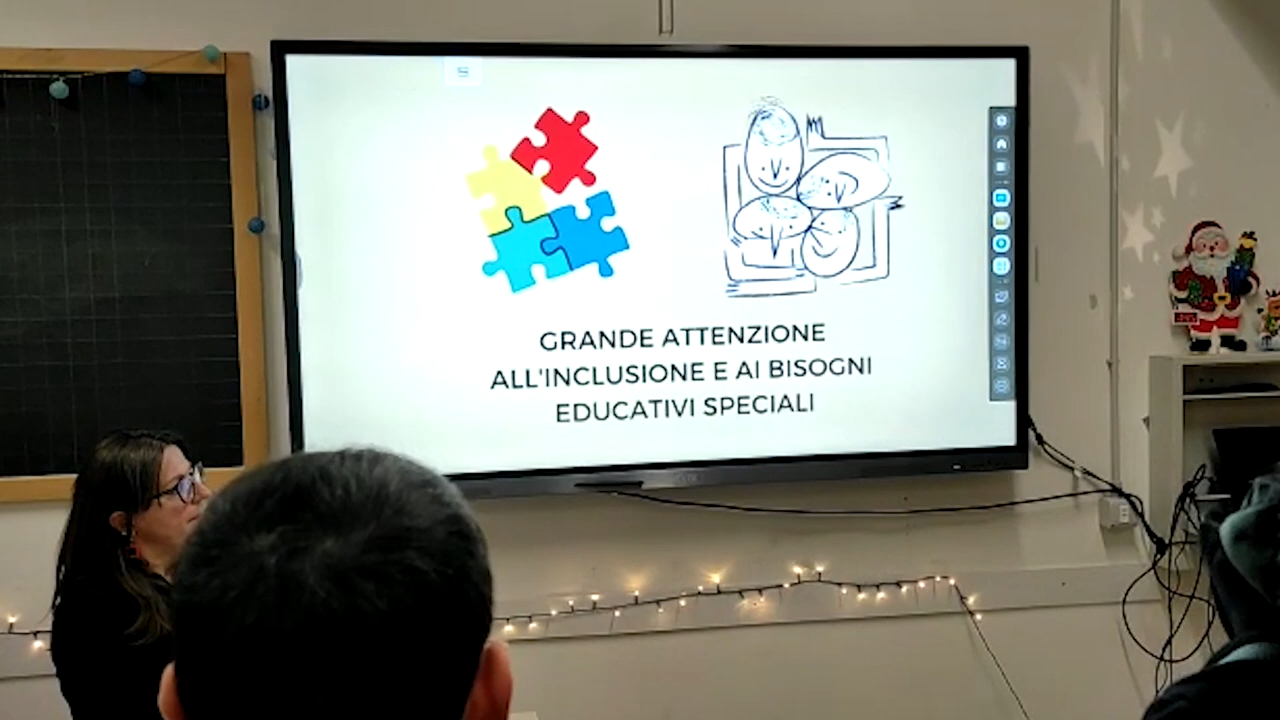 GRANDE ATTENZIONE
ALL'INCLUSIONE E AI BISOGNI
EDUCATIVI SPECIALI